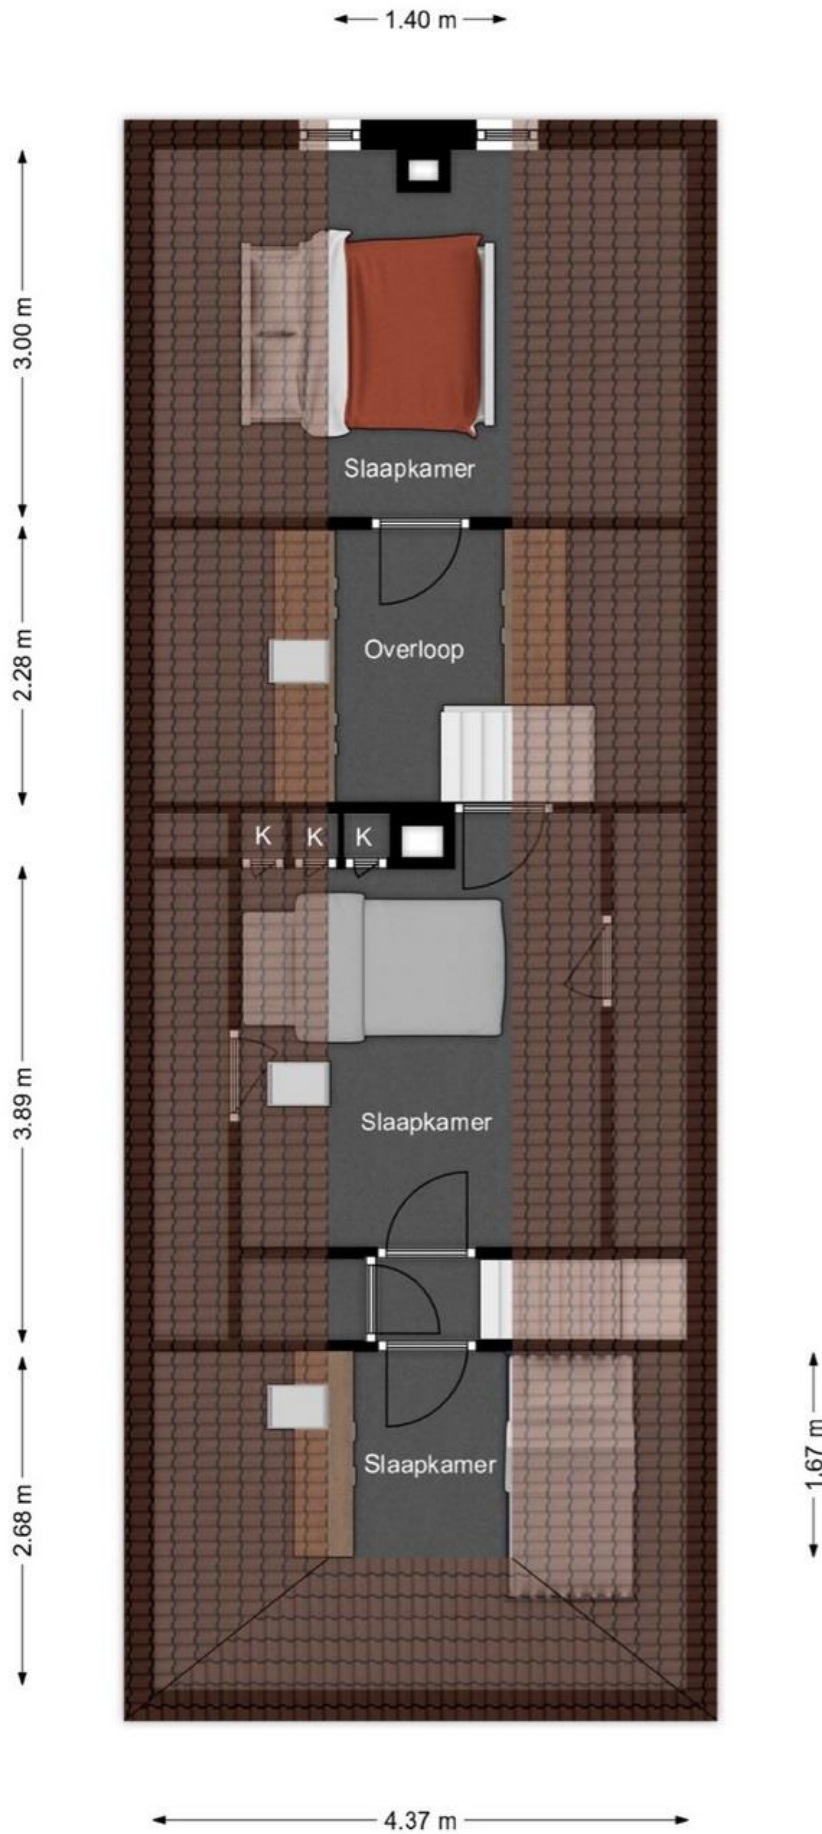 1.40 m
3.00 m
Slaapkamer
Overloop
2.28 m
K K K
3.89 m
Slaapkamer
Slaapkamer
2.68 m
1.67 m
4.37 m